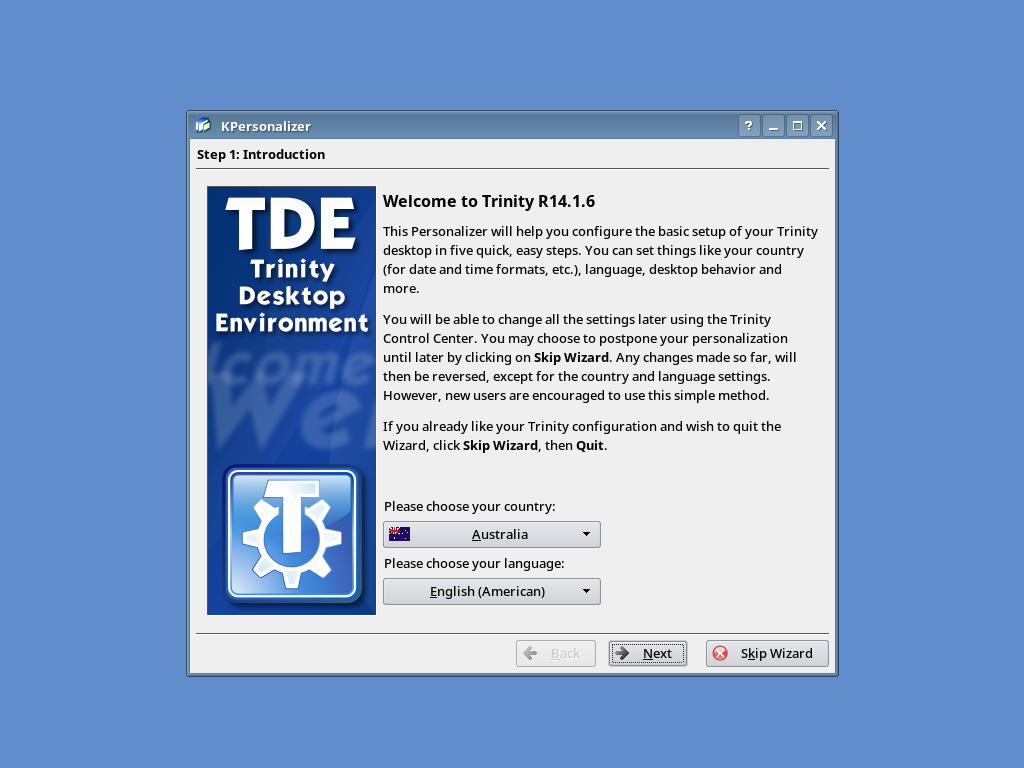 KPersonalizer
Step 1: Introduction
TDE
Trinity
Desktop
Environment
Welcome to Trinity R14.1.6
This Personalizer will help you configure the basic setup of your Trinity
desktop in five quick, easy steps. You can set things like your country
(for date and time formats, etc.), language, desktop behavior and
more.
You will be able to change all the settings later using the Trinity
Control Center. You may choose to postpone your personalization
until later by clicking on Skip Wizard. Any changes made so far, will
then be reversed, except for the country and language settings.
However, new users are encouraged to use this simple method.
If you already like your Trinity configuration and wish to quit the
Wizard, click Skip Wizard, then Quit.
Please choose your country:
Australia
Please choose your language:
English (American)
Back
Next
Skip Wizard